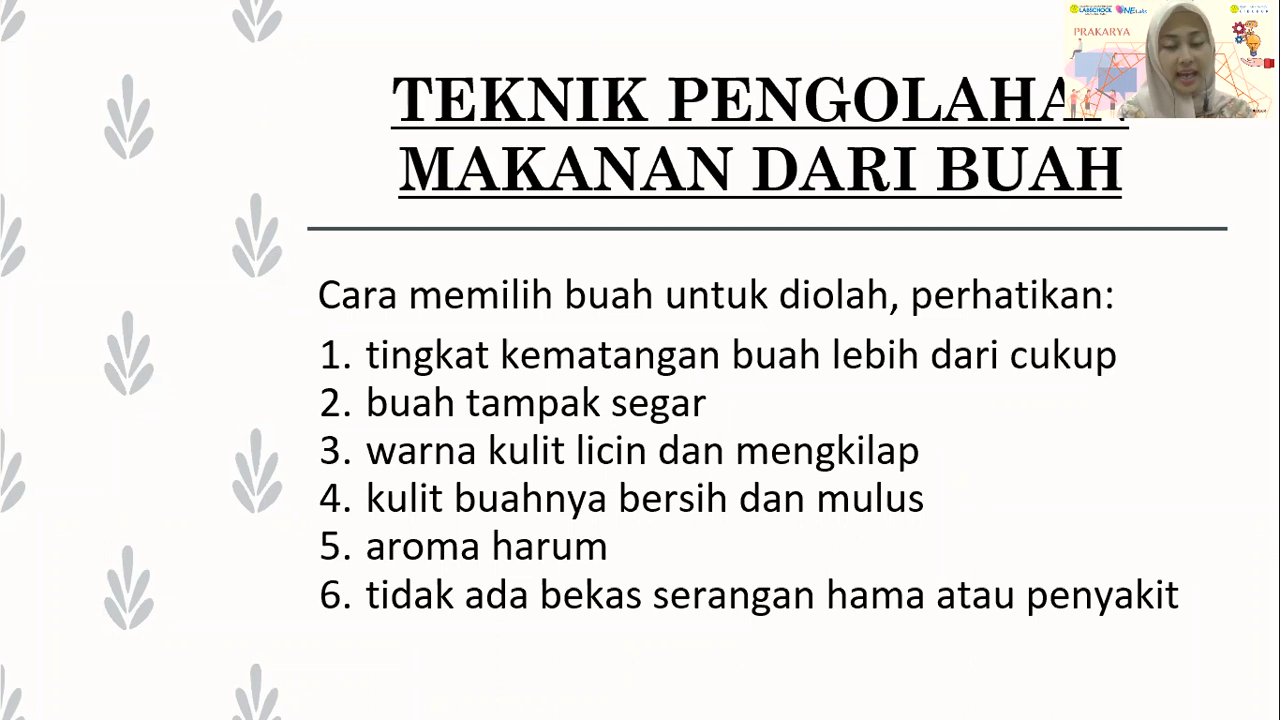 LABSCHOOL
PRAKARYA
TEKNIK PENGOLAHAN
MAKANAN DARI BUAH
Cara memilih buah untuk diolah, perhatikan:
1. tingkat kematangan buah lebih dari cukup
2. buah tampak segar
3. warna kulit licin dan mengkilap
4. kulit buahnya bersih dan mulus
5. aroma harum
6. tidak ada bekas serangan hama atau penyakit